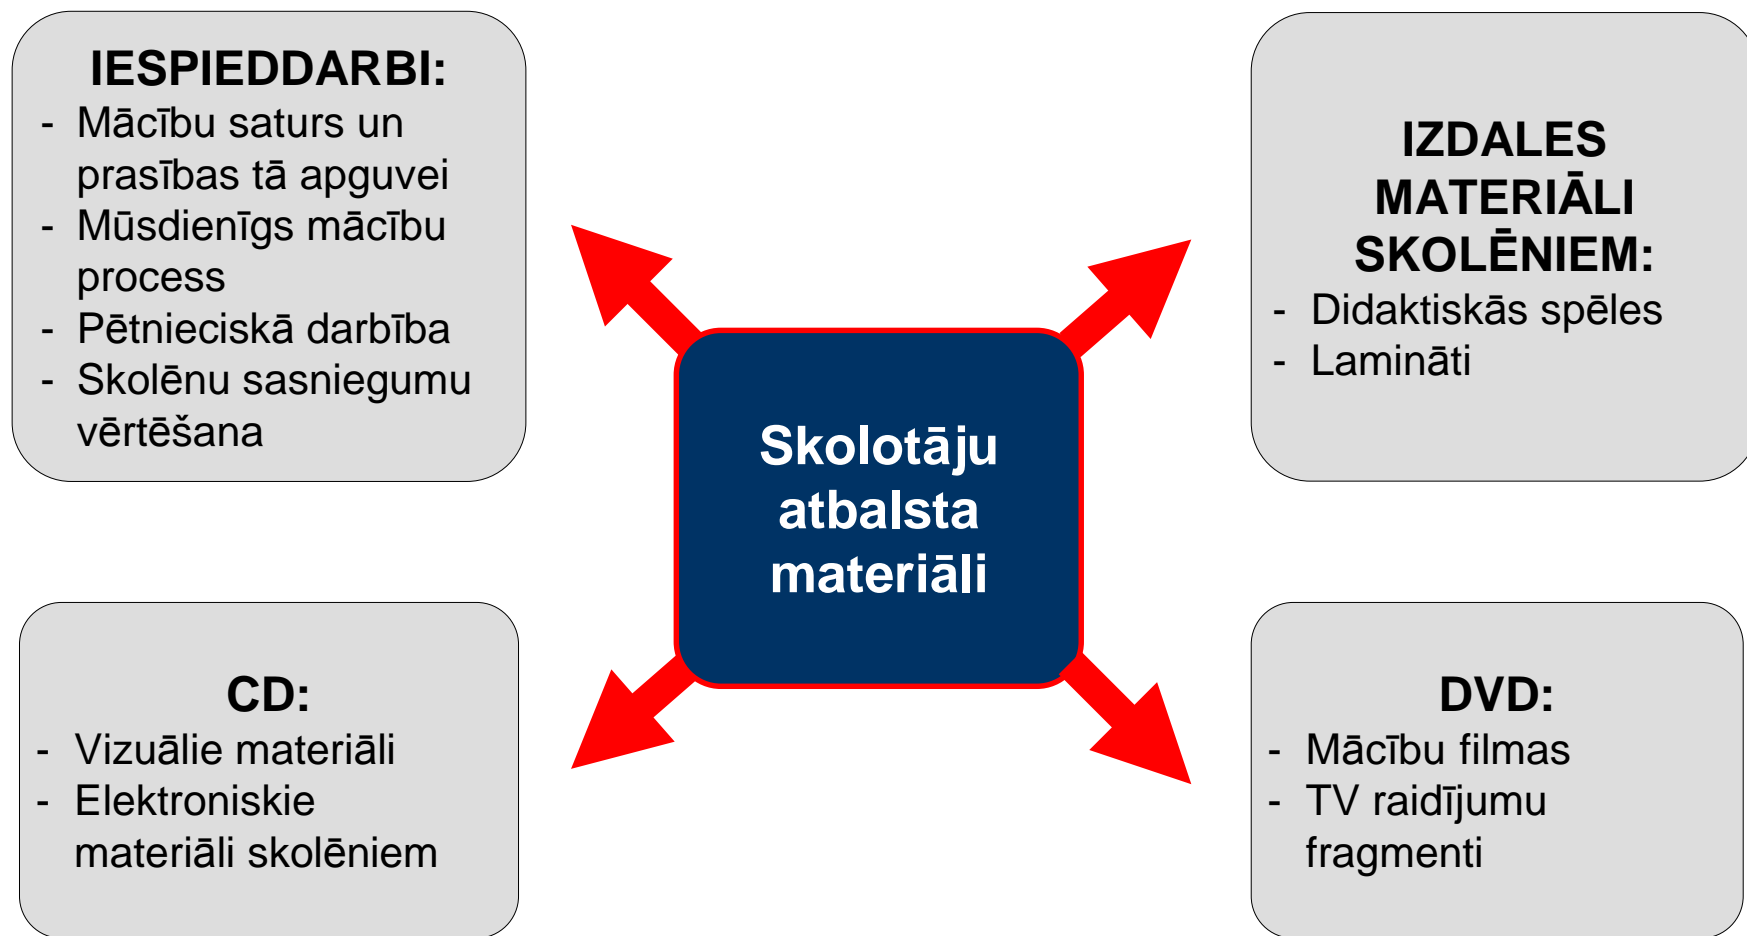 IESPIEDDARBI:
- Mācību saturs un
prasības tā apguvei
- Mūsdienīgs mācību
process
- Pētnieciskā darbība
- Skolēnu sasniegumu
vērtēšana
IZDALES
MATERIĀLI
SKOLĒNIEM:
- Didaktiskās spēles
- Lamināti
Skolotāju
atbalsta
materiāli
CD:
- Vizuālie materiāli
- Elektroniskie
materiāli skolēniem
DVD:
- Mācību filmas
- TV raidījumu
fragmenti